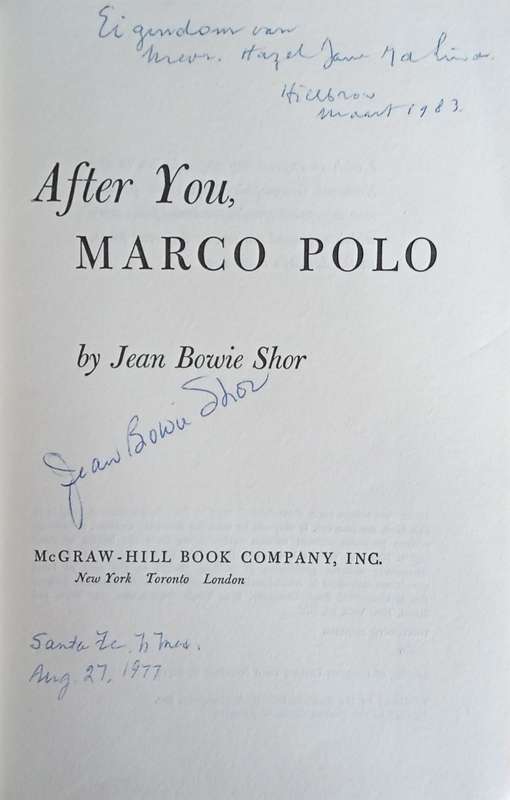 Eigendom van
Mevr. Hazel Jane
Hillbrow
Maart 1983.
After You,
MARCO POLO
by Jean Bowie Shor
Jean Bowie Shor
McGRAW-HILL BOOK COMPANY, INC.
New York Toronto London
Santa Fe, N Mex.
Aug. 27, 1977